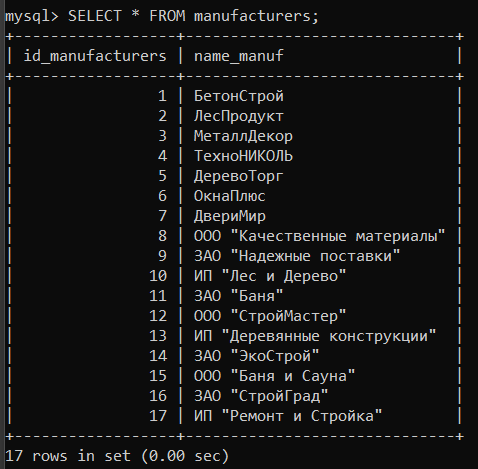 mysql> SELECT * FROM manufacturers;
+------------------+----------------------------+
| id_manufacturers | name_manuf                 |
+------------------+----------------------------+
|                1 | БетонСтрой                 |
|                2 | ЛесПродукт                 |
|                3 | МеталлДекор                |
|                4 | ТехноНИКОЛЬ                |
|                5 | ДеревоТорг                 |
|                6 | ОкнаПлюс                   |
|                7 | ДвериМир                   |
|                8 | ООО "Качественные материалы" |
|                9 | ЗАО "Надежные поставки"    |
|               10 | ИП "Лес и Дерево"          |
|               11 | ЗАО "Баня"                 |
|               12 | ООО "СтройМастер"          |
|               13 | ИП "Деревянные конструкции" |
|               14 | ЗАО "ЭкоСтрой"             |
|               15 | ООО "Баня и Сауна"         |
|               16 | ЗАО "СтройГрад"            |
|               17 | ИП "Ремонт и Стройка"      |
+------------------+----------------------------+
17 rows in set (0.00 sec)